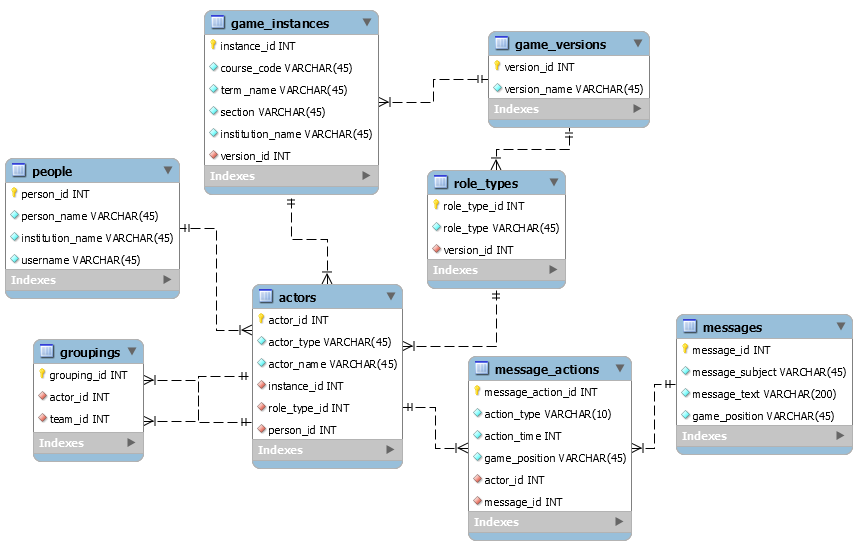 game_instances
instance_id INT
course_code VARCHAR(45)
term_name VARCHAR(45)
section VARCHAR(45)
institution_name VARCHAR(45)
version_id INT
Indexes
game_versions
version_id INT
version_name VARCHAR(45)
Indexes
people
person_id INT
person_name VARCHAR(45)
institution_name VARCHAR(45)
username VARCHAR(45)
Indexes
role_types
role_type_id INT
role_type VARCHAR(45)
version_id INT
Indexes
actors
actor_id INT
actor_type VARCHAR(45)
actor_name VARCHAR(45)
instance_id INT
role_type_id INT
person_id INT
Indexes
groupings
grouping_id INT
actor_id INT
team_id INT
Indexes
message_actions
message_action_id INT
action_type VARCHAR(10)
action_time INT
game_position VARCHAR(45)
actor_id INT
message_id INT
Indexes
messages
message_id INT
message_subject VARCHAR(45)
message_text VARCHAR(200)
game_position VARCHAR(45)
Indexes